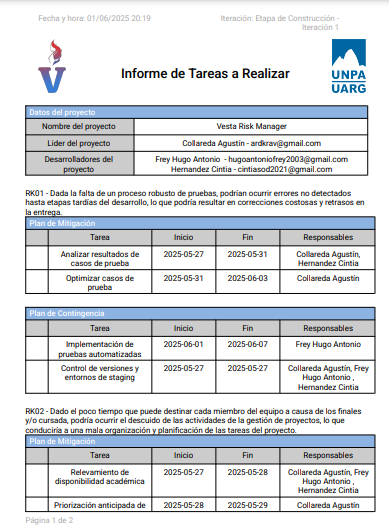 Fecha y hora: 01/06/2025 20:19 Iteración: Etapa de Construcción -
Iteración 1
V
Informe de Tareas a Realizar
UNPA
UARG
Datos del proyecto
Nombre del proyecto Vesta Risk Manager
Líder del proyecto Collareda Agustín - ardkrav@gmail.com
Desarrolladores del Frey Hugo Antonio - hugoantoniofrey2003@gmail.com
proyecto Hernandez Cintia - cintiasod2021@gmail.com
RK01 - Dada la falta de un proceso robusto de pruebas, podrían ocurrir errores no detectados
hasta etapas tardías del desarrollo, lo que podría resultar en correcciones costosas y retrasos en
la entrega.
Plan de Mitigación
Tarea Inicio Fin Responsables
Analizar resultados de 2025-05-27 2025-05-31 Collareda Agustín,
casos de prueba Hernandez Cintia
Optimizar casos de 2025-05-31 2025-06-03 Collareda Agustín
prueba
Plan de Contingencia
Tarea Inicio Fin Responsables
Implementación de 2025-06-01 2025-06-07 Frey Hugo Antonio
pruebas automatizadas
Control de versiones y 2025-05-27 2025-05-27 Collareda Agustín, Frey
entornos de staging Hugo Antonio ,
Hernandez Cintia
RK02 - Dado el poco tiempo que puede destinar cada miembro del equipo a causa de los finales
y/o cursada, podría ocurrir el descuido de las actividades de la gestión de proyectos, lo que
conduciría a una mala organización y planificación de las tareas del proyecto.
Plan de Mitigación
Tarea Inicio Fin Responsables
Relevamiento de 2025-05-27 2025-05-28 Collareda Agustín, Frey
disponibilidad académica Hugo Antonio ,
Hernandez Cintia
Priorización anticipada de 2025-05-28 2025-05-29 Collareda Agustín
Página 1 de 2